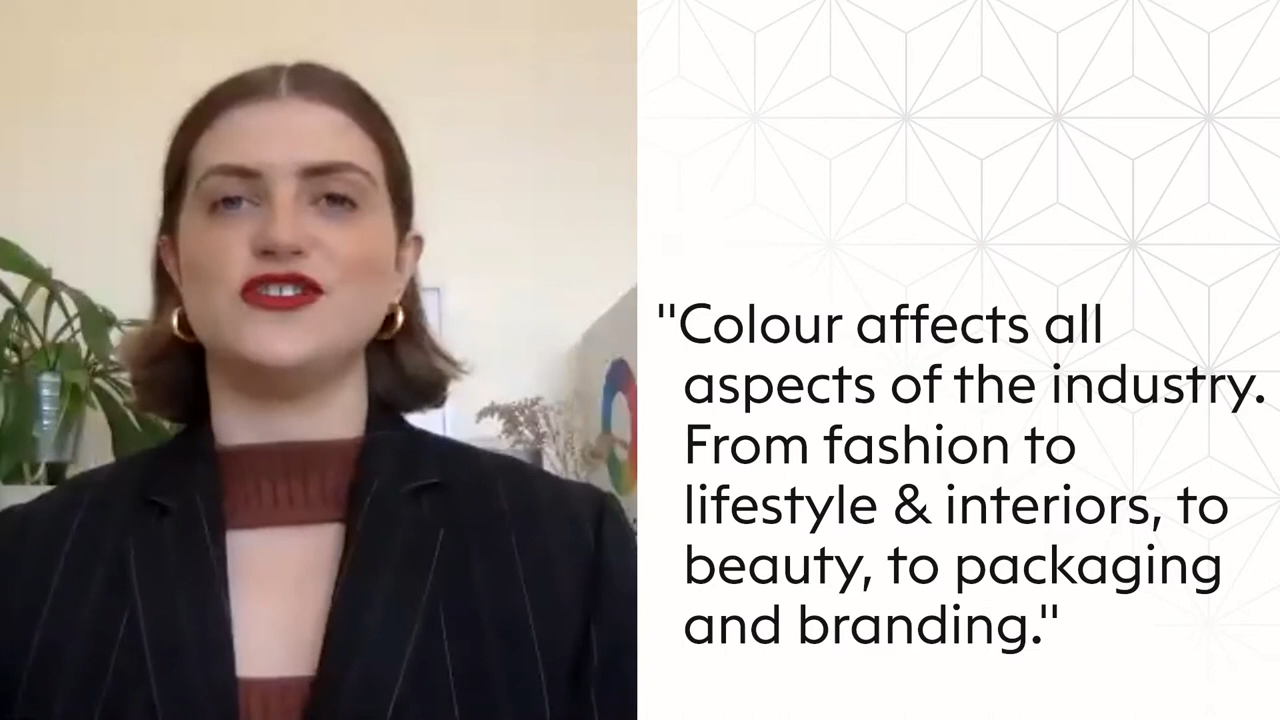 "Colour affects all
aspects of the industry.
From fashion to
lifestyle & interiors, to
beauty, to packaging
and branding."